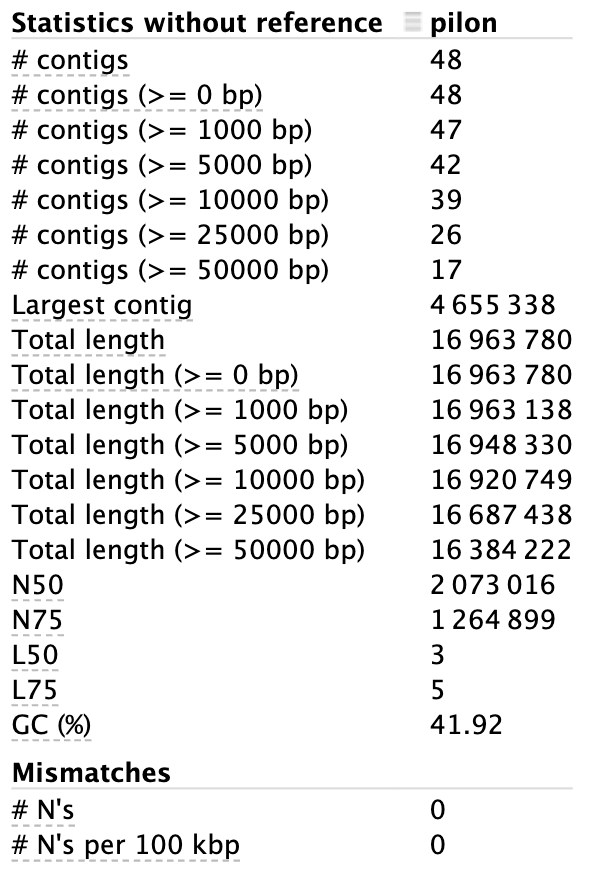 Statistics without reference pilon
# contigs 48
# contigs (>= 0 bp) 48
# contigs (>= 1000 bp) 47
# contigs (>= 5000 bp) 42
# contigs (>= 10000 bp) 39
# contigs (>= 25000 bp) 26
# contigs (>= 50000 bp) 17
Largest contig 4 655 338
Total length 16 963 780
Total length (>= 0 bp) 16 963 780
Total length (>= 1000 bp) 16 963 138
Total length (>= 5000 bp) 16 948 330
Total length (>= 10000 bp) 16 920 749
Total length (>= 25000 bp) 16 687 438
Total length (>= 50000 bp) 16 384 222
N50 2 073 016
N75 1 264 899
L50 3
L75 5
GC (%) 41.92
Mismatches
# N's 0
# N's per 100 kbp 0